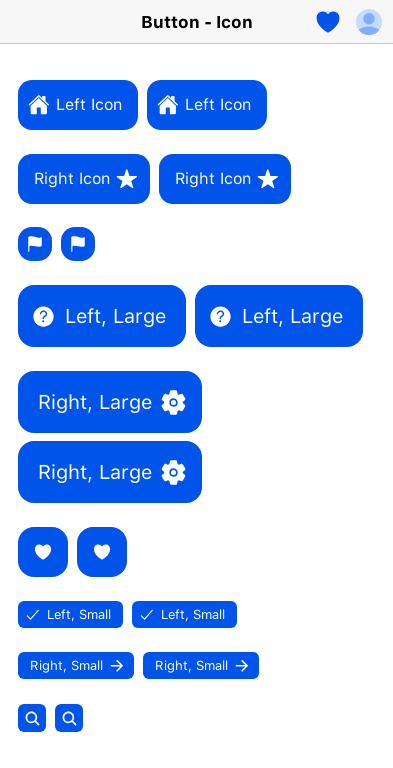 Button - Icon
Left Icon Left Icon
Right Icon Right Icon
Left, Large Left, Large
Right, Large
Right, Large
Left, Small Left, Small
Right, Small Right, Small